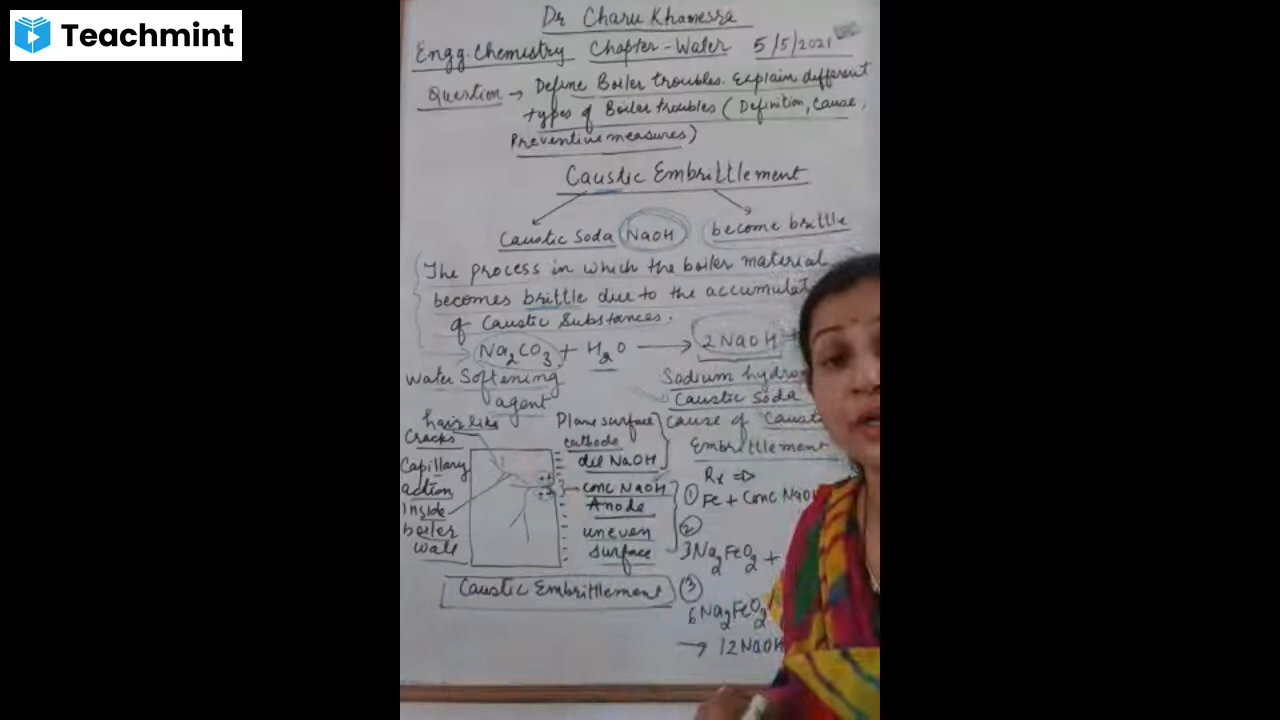 Teachmint
Dr Charu Khamesra
Engg. Chemistry Chapter - Water 5/5/2021
Question → Define Boiler troubles. Explain different
types of Boiler troubles (Definition, Cause,
Preventive measures)
Caustic Embrittlement
Caustic Soda NaOH become brittle
The process in which the boiler material
becomes brittle due to the accumulat
of Caustic Substances.
Na2CO3 + H2O → 2NaOH +
Water Softening Sodium hydro
agent Caustic Soda
hair like Plane surface Cause of Caust
Cracks cathode Embrittlement
Capillary dil NaOH Rx ⇒
action conc NaOH ① Fe + Conc NaOH
Inside Anode ②
boiler uneven 3Na2FeO2 +
wall surface ③
Caustic Embrittlement 6Na2FeO2
→ 12NaOH